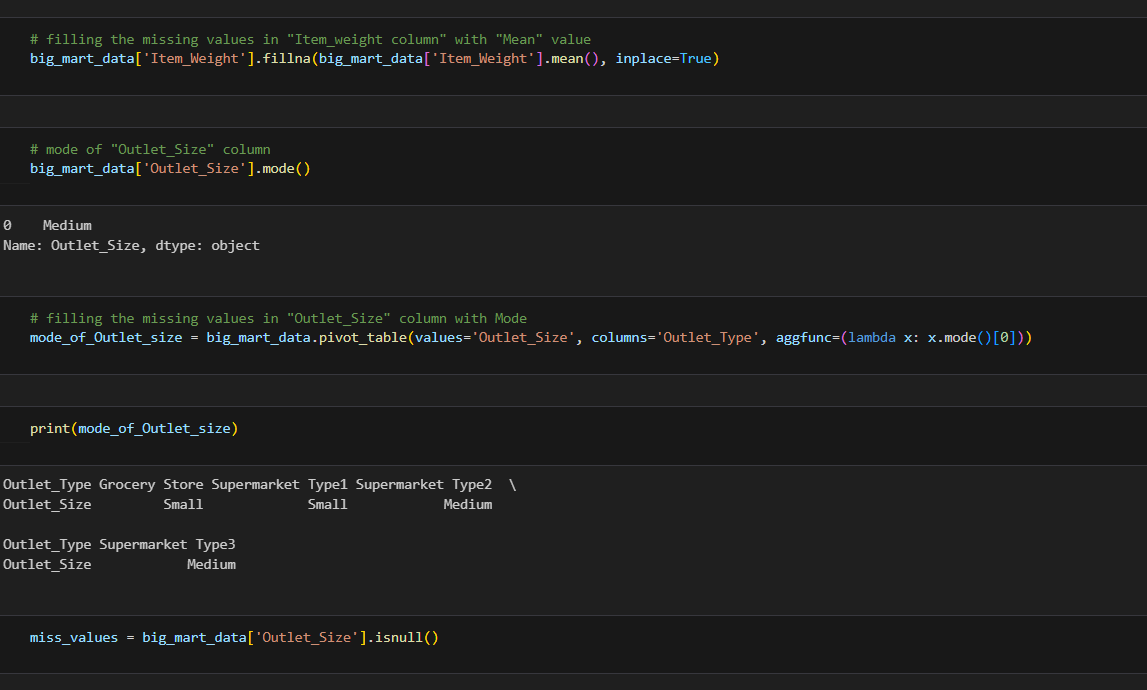 # filling the missing values in "Item_weight column" with "Mean" value
big_mart_data['Item_Weight'].fillna(big_mart_data['Item_Weight'].mean(), inplace=True)
# mode of "Outlet_Size" column
big_mart_data['Outlet_Size'].mode()
0    Medium
Name: Outlet_Size, dtype: object
# filling the missing values in "Outlet_Size" column with Mode
mode_of_Outlet_size = big_mart_data.pivot_table(values='Outlet_Size', columns='Outlet_Type', aggfunc=(lambda x: x.mode()[0]))
print(mode_of_Outlet_size)
Outlet_Type Grocery Store Supermarket Type1 Supermarket Type2  \
Outlet_Size         Small             Small            Medium
Outlet_Type Supermarket Type3
Outlet_Size            Medium
miss_values = big_mart_data['Outlet_Size'].isnull()